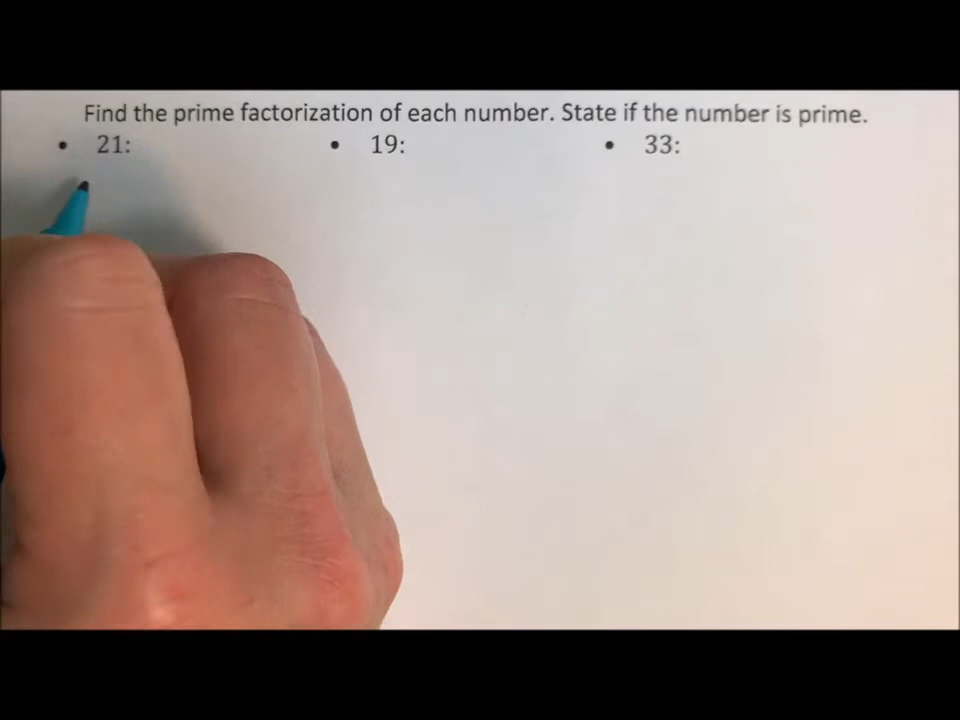 Find the prime factorization of each number. State if the number is prime.
• 21: • 19: • 33: